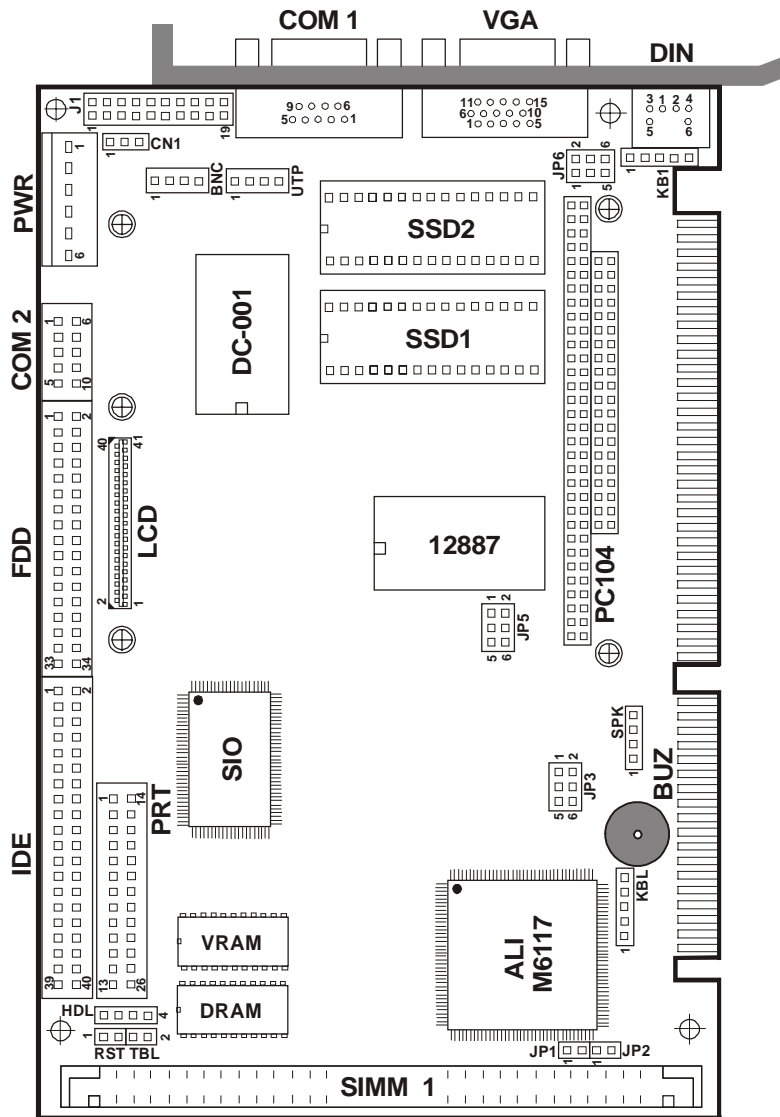 COM 1 VGA
DIN
J1
1 19
9 6
5 1
11 15
6 10
1 5
3 1 2 4
5 6
1 CN1
PWR
1
6
1 BNC
1 UTP
JP6
2 6
1 5
1 KB1
SSD2
SSD1
DC-001
COM 2
1 6
5 10
FDD
1 2
33 34
40 41
LCD
2 1
12887
PC104
1 2
JP5
5 6
IDE
1 2
39 40
SIO
PRT
1 14
13 26
SPK
1
BUZ
1 2
JP3
5 6
KBL
1
ALI
M6117
VRAM
DRAM
HDL 4
1 2
RST TBL
JP1 JP2
1 1
SIMM 1